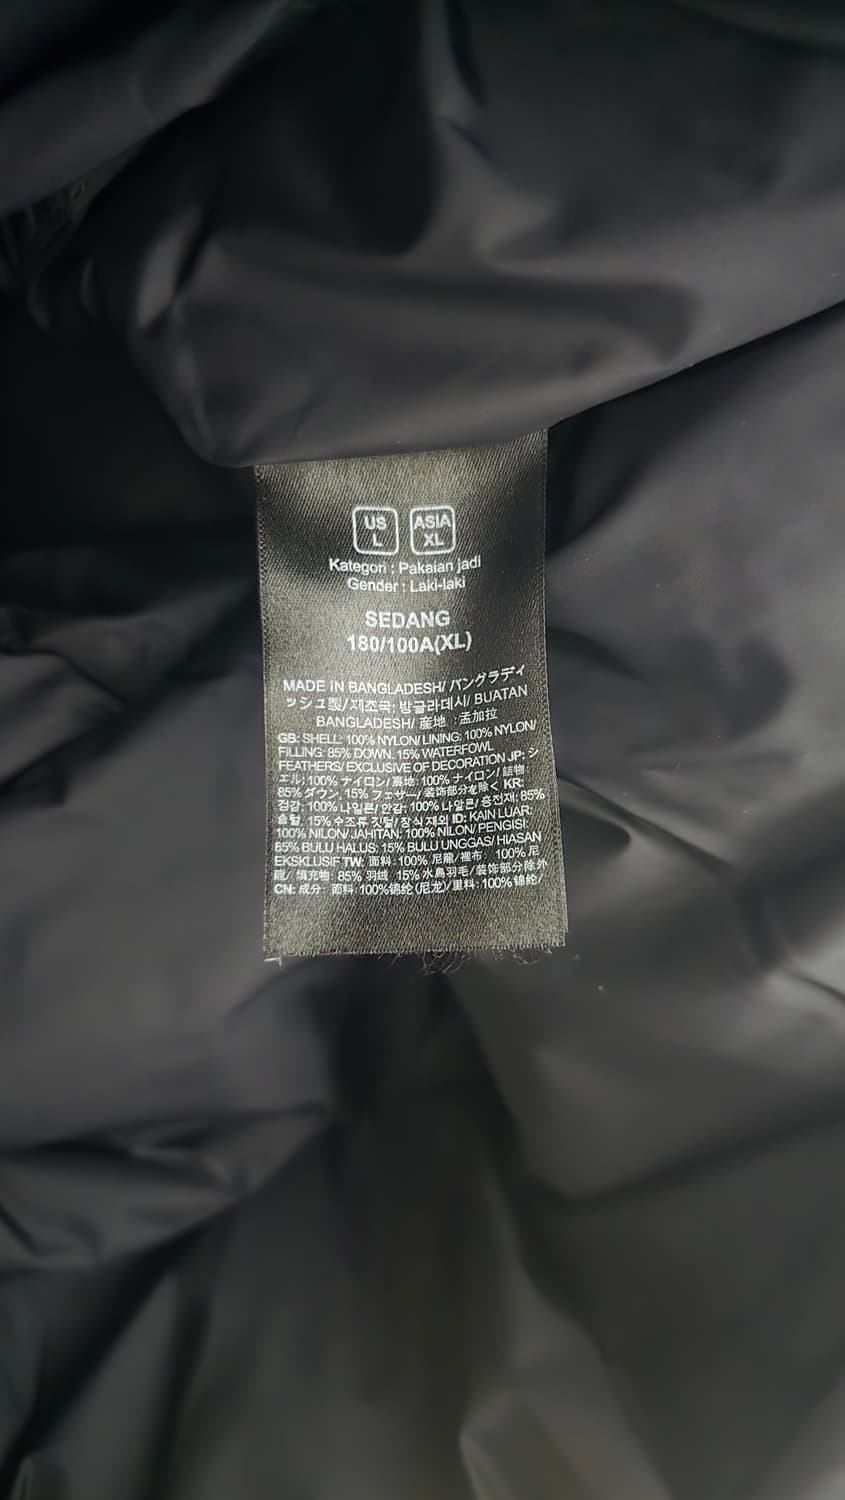 US ASIA
L XL
Kategori : Pakaian jadi
Gender : Laki-laki
SEDANG
180/100A(XL)
MADE IN BANGLADESH/ バングラディ
ッシュ製/ 제조국: 방글라데시/ BUATAN
BANGLADESH/ 産地 :孟加拉
GB: SHELL: 100% NYLON/ LINING: 100% NYLON/
FILLING: 85% DOWN. 15% WATERFOWL
FEATHERS/ EXCLUSIVE OF DECORATION JP: シ
ェル: 100% ナイロン/ 裏地: 100% ナイロン/ 詰物
85% ダウン, 15% フェザー/ 装飾部分を除く KR:
겉감: 100% 나일론/ 안감: 100% 나일론/ 충전재: 85%
솜털, 15% 수조류 깃털/ 장식 제외 ID: KAIN LUAR:
100% NILON/ JAHITAN: 100% NILON/ PENGISI:
85% BULU HALUS: 15% BULU UNGGAS/ HIASAN
EKSKLUSIF TW: 面料: 100% 尼龍/ 裡布: 100% 尼
龍/ 填充物: 85% 羽絨 15% 水鳥羽毛/ 裝飾部分除外
CN: 成分: 面料 100%锦纶(尼龙)/ 里料: 100% 锦纶/